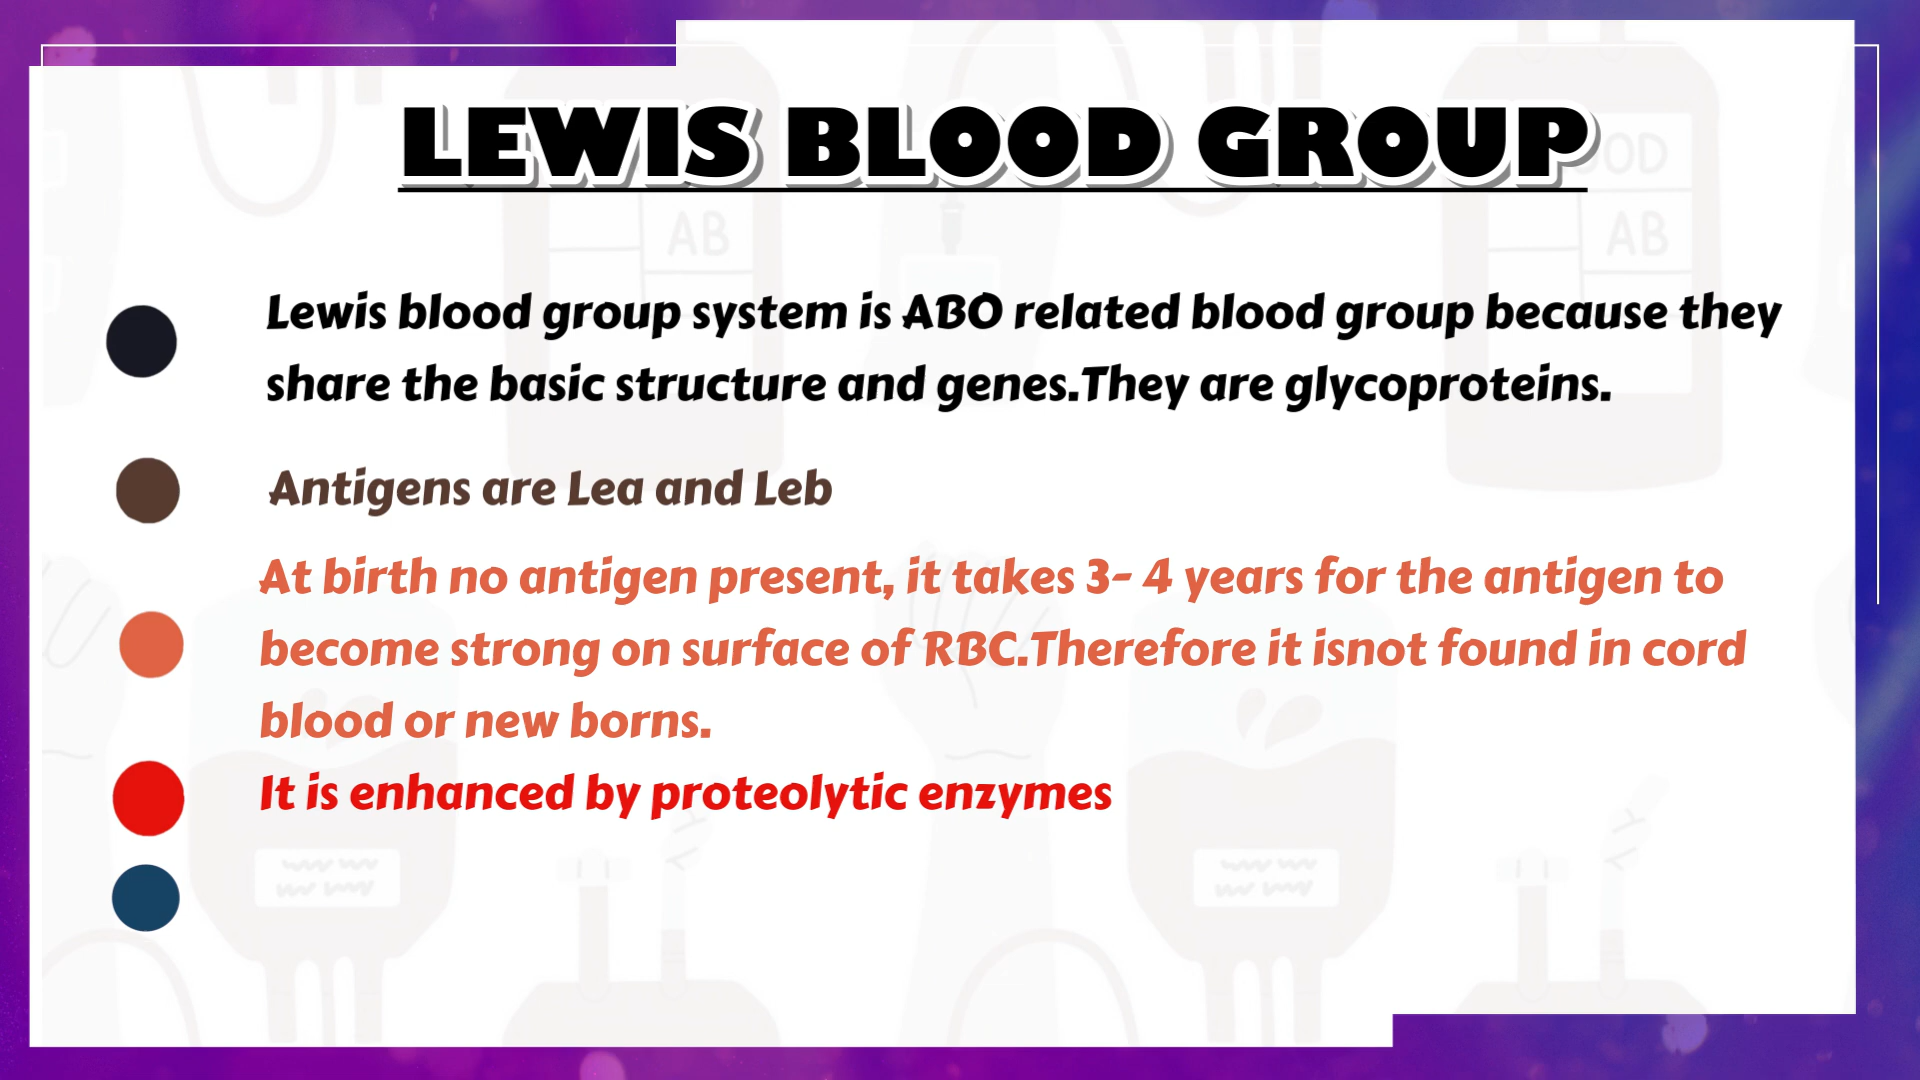 LEWIS BLOOD GROUP
OOD
AB
AB
Lewis blood group system is ABO related blood group because they
share the basic structure and genes.They are glycoproteins.
Antigens are Lea and Leb
At birth no antigen present, it takes 3- 4 years for the antigen to
become strong on surface of RBC.Therefore it isnot found in cord
blood or new borns.
It is enhanced by proteolytic enzymes